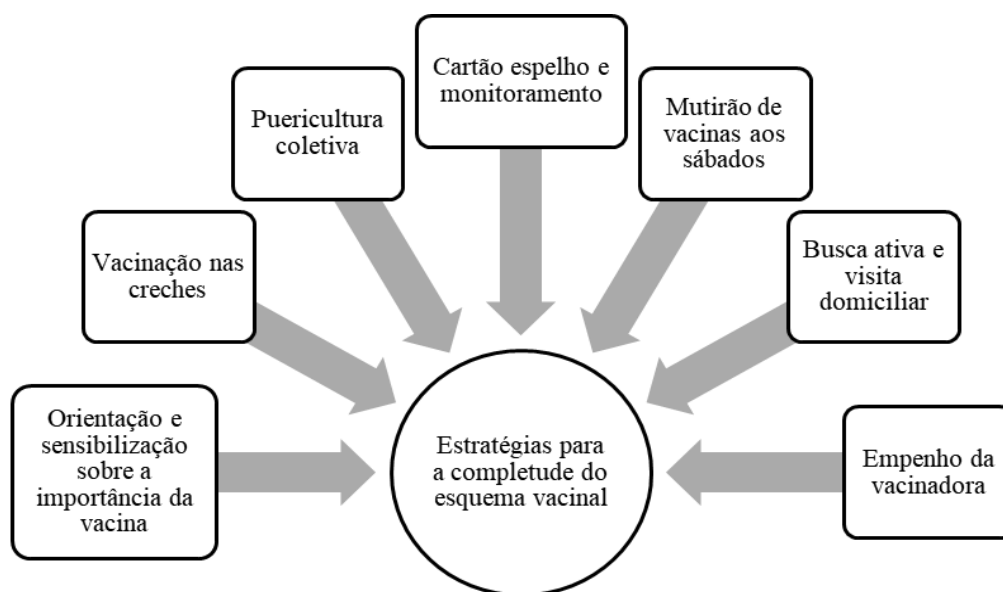 Cartão espelho e
monitoramento
Puericultura
coletiva
Mutirão de
vacinas aos
sábados
Vacinação nas
creches
Busca ativa e
visita
domiciliar
Orientação e
sensibilização
sobre a
importância da
vacina
Estratégias para
a completude do
esquema vacinal
Empenho da
vacinadora